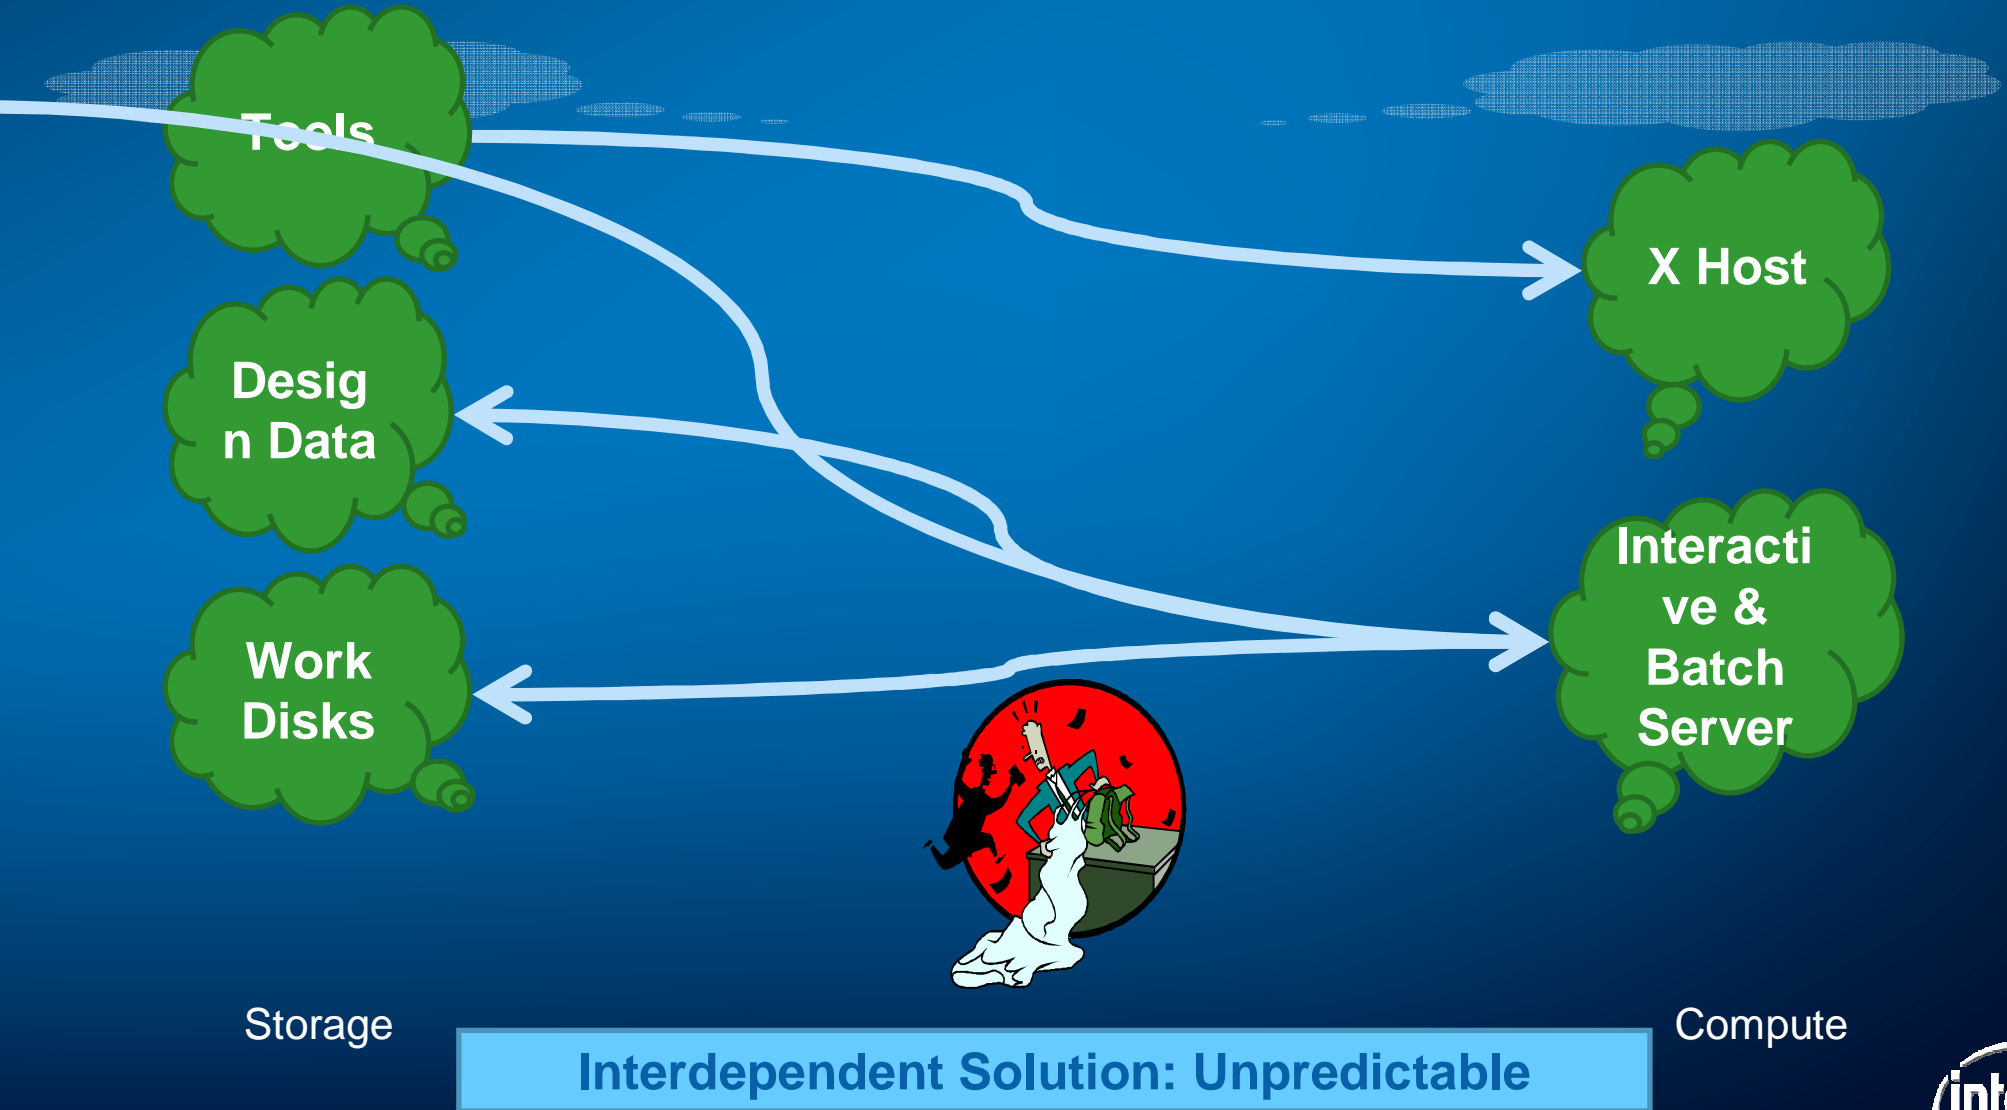 Tools
Desig
n Data
Work
Disks
X Host
Interacti
ve &
Batch
Server
Storage
Compute
Interdependent Solution: Unpredictable